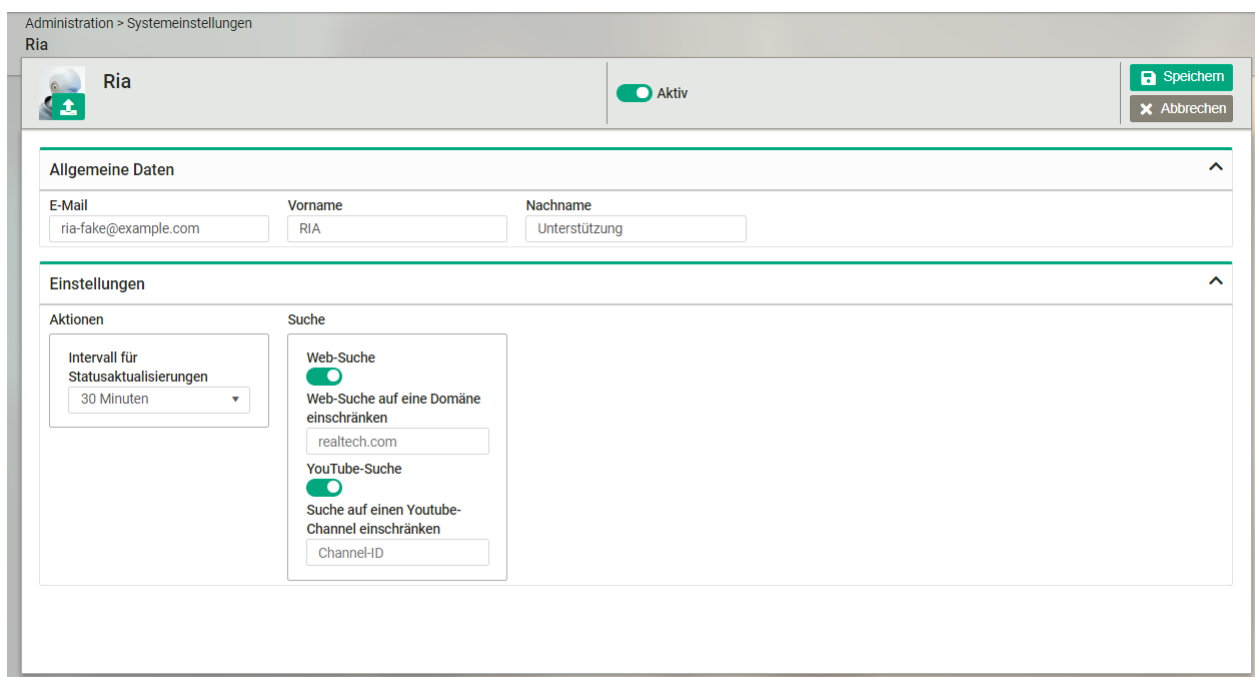 Administration > Systemeinstellungen
Ria
Ria
Aktiv
Speichern
Abbrechen
Allgemeine Daten
E-Mail
Vorname
Nachname
ria-fake@example.com
RIA
Unterstützung
Einstellungen
Aktionen
Suche
Intervall für
Statusaktualisierungen
30 Minuten
Web-Suche
Web-Suche auf eine Domäne
einschränken
realtech.com
YouTube-Suche
Suche auf einen Youtube-
Channel einschränken
Channel-ID